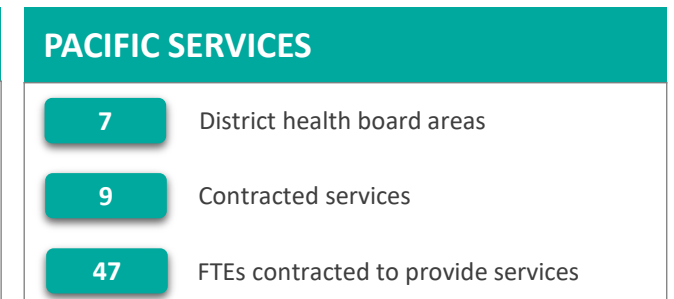 PACIFIC SERVICES
7 District health board areas
9 Contracted services
47 FTEs contracted to provide services